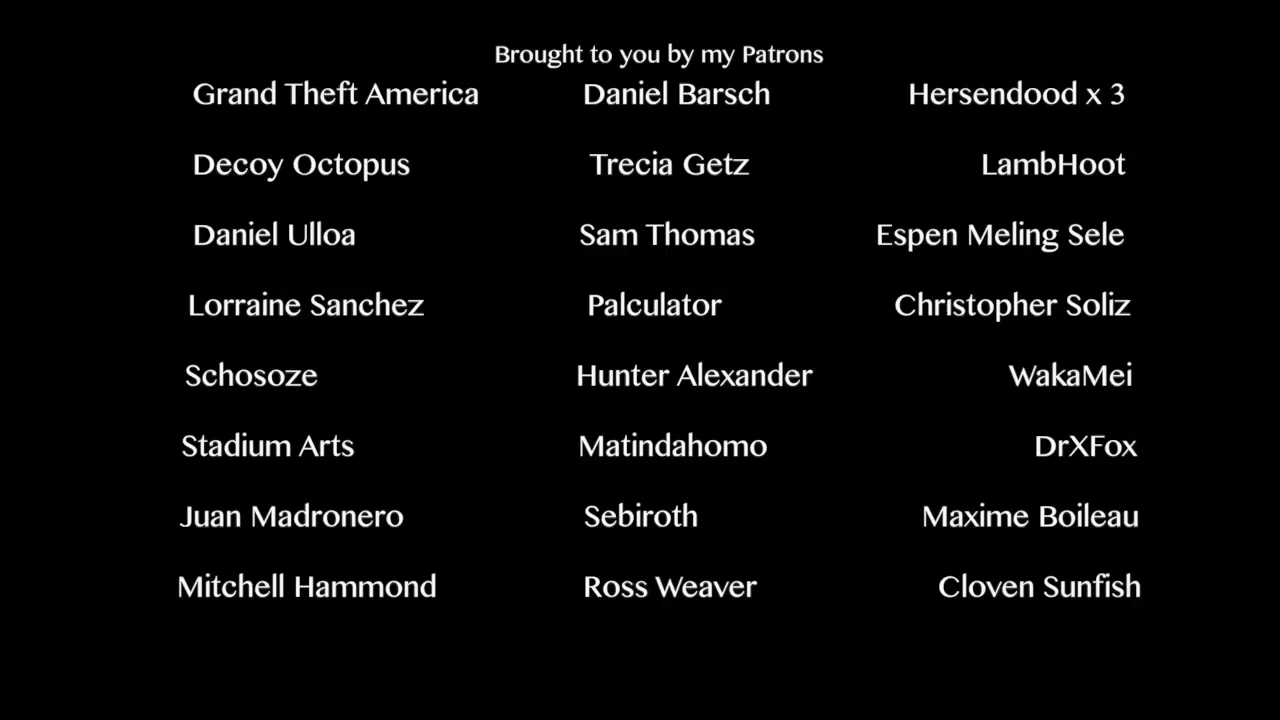 Brought to you by my Patrons
Grand Theft America Daniel Barsch Hersendood x 3
Decoy Octopus Trecia Getz LambHoot
Daniel Ulloa Sam Thomas Espen Meling Sele
Lorraine Sanchez Palculator Christopher Soliz
Schosoze Hunter Alexander WakaMei
Stadium Arts Matindahomo DrXFox
Juan Madronero Sebiroth Maxime Boileau
Mitchell Hammond Ross Weaver Cloven Sunfish